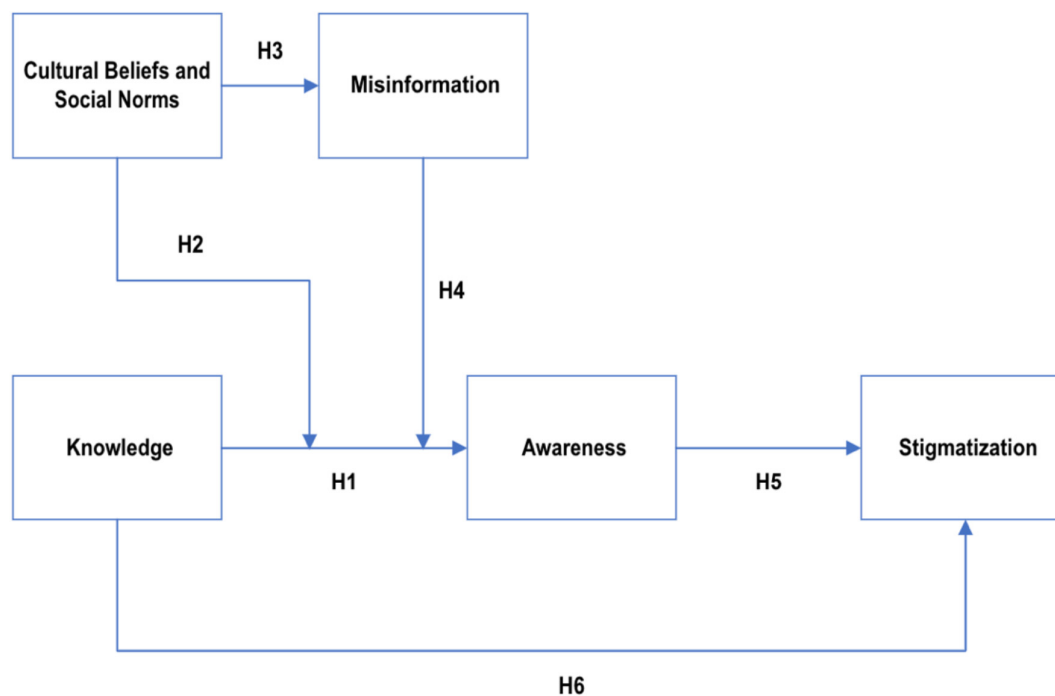 H3
Cultural Beliefs and
Social Norms
Misinformation
H2
H4
Knowledge
Awareness
Stigmatization
H1
H5
H6